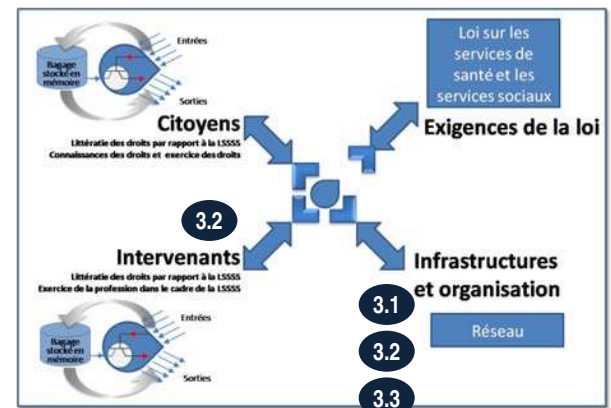 Entrées
Bagage
stocké en
mémoire
Sorties
Citoyens
Littératie des droits par rapport à la LSSSS
Connaissances des droits et exercice des droits
Loi sur les
services de
santé et les
services sociaux
Exigences de la loi
3.2
Intervenants
Littératie des droits par rapport à la LSSSS
Exercice de la profession dans le cadre de la LSSSS
Entrées
Bagage
stocké en
mémoire
Sorties
Infrastructures
et organisation
3.1
Réseau
3.2
3.3